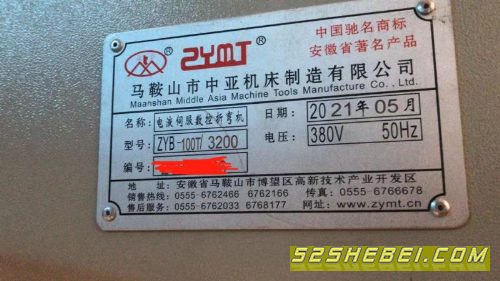 ® ZYMT® 中国驰名商标
安徽省著名产品
马鞍山市中亚机床制造有限公司
Maanshan Middle Asia Machine Tools Manufacture Co., Ltd
名称: 电液伺服数控折弯机 日期: 2021年05月
型号: ZYB-100T/3200 电压: 380V 50Hz
编号:
地 址: 安徽省马鞍山市博望区高新技术产业开发区
销售热线: 0555-6762466 6762166 传真: 0555-6766678
售后服务: 0555-6762033 6768177 网址: www.zymt.cn
52SHEBEI.COM